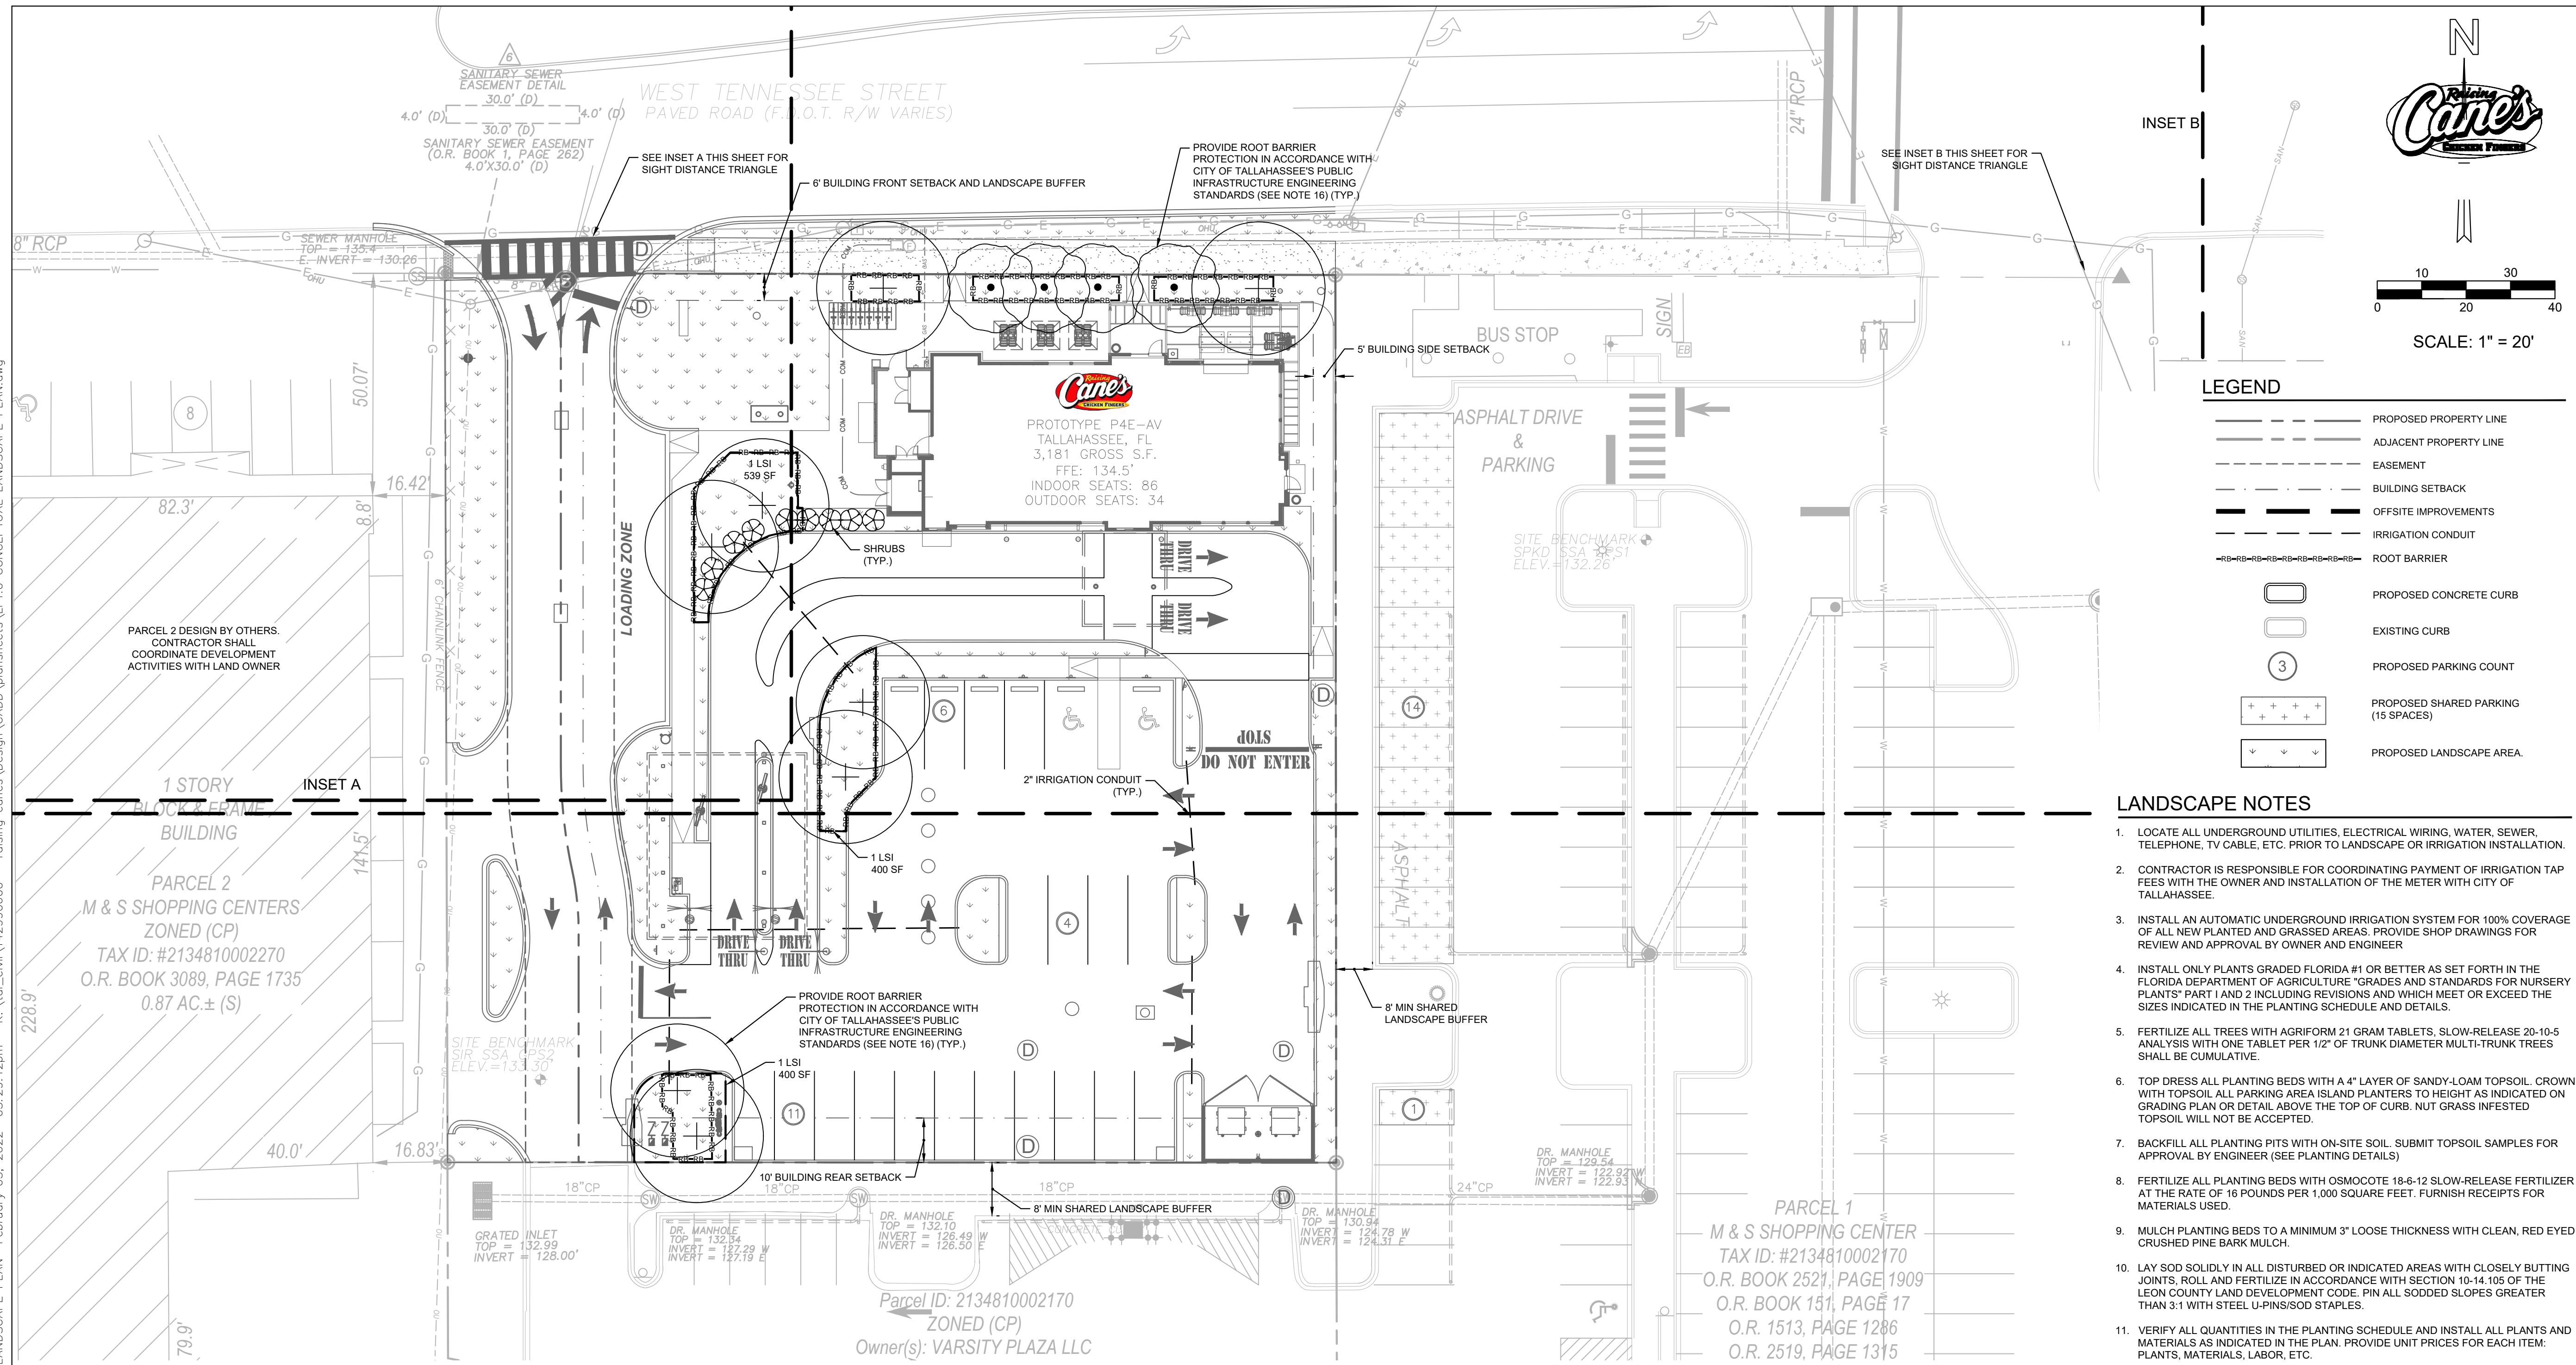 6
SANITARY SEWER
EASEMENT DETAIL
30.0' (D)
4.0' (D)
4.0' (D)
30.0' (D)
SANITARY SEWER EASEMENT
(O.R. BOOK 1, PAGE 262)
4.0'X30.0' (D)
WEST TENNESSEE STREET
PAVED ROAD (F.D.O.T. R/W VARIES)
SEE INSET A THIS SHEET FOR
SIGHT DISTANCE TRIANGLE
6' BUILDING FRONT SETBACK AND LANDSCAPE BUFFER
PROVIDE ROOT BARRIER
PROTECTION IN ACCORDANCE WITH
CITY OF TALLAHASSEE'S PUBLIC
INFRASTRUCTURE ENGINEERING
STANDARDS (SEE NOTE 16) (TYP.)
24" RCP
SEE INSET B THIS SHEET FOR
SIGHT DISTANCE TRIANGLE
INSET B
N
Raising
Cane's
CHICKEN FINGERS
10 30
0 20 40
SCALE: 1" = 20'
8" RCP
SEWER MANHOLE
TOP = 135.4
E. INVERT = 130.26
50.07'
8
16.42'
82.3'
8.8'
6' CHAINLINK FENCE
LOADING ZONE
1 LSI
539 SF
SHRUBS
(TYP.)
Raising
Cane's
CHICKEN FINGERS
PROTOTYPE P4E-AV
TALLAHASSEE, FL
3,181 GROSS S.F.
FFE: 134.5'
INDOOR SEATS: 86
OUTDOOR SEATS: 34
5' BUILDING SIDE SETBACK
BUS STOP
SIGN
EB
ASPHALT DRIVE
&
PARKING
SITE BENCHMARK
SPKD SSA GPS1
ELEV.=132.26'
DRIVE
THRU
DRIVE
THRU
PARCEL 2 DESIGN BY OTHERS.
CONTRACTOR SHALL
COORDINATE DEVELOPMENT
ACTIVITIES WITH LAND OWNER
6
14
STOP
DO NOT ENTER
2" IRRIGATION CONDUIT
(TYP.)
INSET A
1 STORY
BLOCK & FRAME
BUILDING
141.5'
1 LSI
400 SF
ASPHALT
PARCEL 2
M & S SHOPPING CENTERS
ZONED (CP)
TAX ID: #2134810002270
O.R. BOOK 3089, PAGE 1735
0.87 AC.± (S)
228.9'
4
DRIVE
THRU
DRIVE
THRU
PROVIDE ROOT BARRIER
PROTECTION IN ACCORDANCE WITH
CITY OF TALLAHASSEE'S PUBLIC
INFRASTRUCTURE ENGINEERING
STANDARDS (SEE NOTE 16) (TYP.)
8' MIN SHARED
LANDSCAPE BUFFER
SITE BENCHMARK
SIR SSA GPS2
ELEV.=133.30'
1 LSI
400 SF
11
1
40.0'
16.83'
10' BUILDING REAR SETBACK
8' MIN SHARED LANDSCAPE BUFFER
18"CP
18"CP
18"CP
24"CP
GRATED INLET
TOP = 132.99
INVERT = 128.00'
DR. MANHOLE
TOP = 132.34
INVERT = 127.29 W
INVERT = 127.19 E
DR. MANHOLE
TOP = 132.10
INVERT = 126.49 W
INVERT = 126.50 E
DR. MANHOLE
TOP = 130.94
INVERT = 124.78 W
INVERT = 124.31 E
DR. MANHOLE
TOP = 129.54
INVERT = 122.92 W
INVERT = 122.93
79.9'
Parcel ID: 2134810002170
ZONED (CP)
Owner(s): VARSITY PLAZA LLC
PARCEL 1
M & S SHOPPING CENTER
TAX ID: #2134810002170
O.R. BOOK 2521, PAGE 1909
O.R. BOOK 151, PAGE 17
O.R. 1513, PAGE 1286
O.R. 2519, PAGE 1315
LEGEND
PROPOSED PROPERTY LINE
ADJACENT PROPERTY LINE
EASEMENT
BUILDING SETBACK
OFFSITE IMPROVEMENTS
IRRIGATION CONDUIT
ROOT BARRIER
PROPOSED CONCRETE CURB
EXISTING CURB
3 PROPOSED PARKING COUNT
PROPOSED SHARED PARKING
(15 SPACES)
PROPOSED LANDSCAPE AREA.
LANDSCAPE NOTES
1. LOCATE ALL UNDERGROUND UTILITIES, ELECTRICAL WIRING, WATER, SEWER,
TELEPHONE, TV CABLE, ETC. PRIOR TO LANDSCAPE OR IRRIGATION INSTALLATION.
2. CONTRACTOR IS RESPONSIBLE FOR COORDINATING PAYMENT OF IRRIGATION TAP
FEES WITH THE OWNER AND INSTALLATION OF THE METER WITH CITY OF
TALLAHASSEE.
3. INSTALL AN AUTOMATIC UNDERGROUND IRRIGATION SYSTEM FOR 100% COVERAGE
OF ALL NEW PLANTED AND GRASSED AREAS. PROVIDE SHOP DRAWINGS FOR
REVIEW AND APPROVAL BY OWNER AND ENGINEER
4. INSTALL ONLY PLANTS GRADED FLORIDA #1 OR BETTER AS SET FORTH IN THE
FLORIDA DEPARTMENT OF AGRICULTURE "GRADES AND STANDARDS FOR NURSERY
PLANTS" PART I AND 2 INCLUDING REVISIONS AND WHICH MEET OR EXCEED THE
SIZES INDICATED IN THE PLANTING SCHEDULE AND DETAILS.
5. FERTILIZE ALL TREES WITH AGRIFORM 21 GRAM TABLETS, SLOW-RELEASE 20-10-5
ANALYSIS WITH ONE TABLET PER 1/2" OF TRUNK DIAMETER MULTI-TRUNK TREES
SHALL BE CUMULATIVE.
6. TOP DRESS ALL PLANTING BEDS WITH A 4" LAYER OF SANDY-LOAM TOPSOIL. CROWN
WITH TOPSOIL ALL PARKING AREA ISLAND PLANTERS TO HEIGHT AS INDICATED ON
GRADING PLAN OR DETAIL ABOVE THE TOP OF CURB. NUT GRASS INFESTED
TOPSOIL WILL NOT BE ACCEPTED.
7. BACKFILL ALL PLANTING PITS WITH ON-SITE SOIL. SUBMIT TOPSOIL SAMPLES FOR
APPROVAL BY ENGINEER (SEE PLANTING DETAILS)
8. FERTILIZE ALL PLANTING BEDS WITH OSMOCOTE 18-6-12 SLOW-RELEASE FERTILIZER
AT THE RATE OF 16 POUNDS PER 1,000 SQUARE FEET. FURNISH RECEIPTS FOR
MATERIALS USED.
9. MULCH PLANTING BEDS TO A MINIMUM 3" LOOSE THICKNESS WITH CLEAN, RED EYED
CRUSHED PINE BARK MULCH.
10. LAY SOD SOLIDLY IN ALL DISTURBED OR INDICATED AREAS WITH CLOSELY BUTTING
JOINTS, ROLL AND FERTILIZE IN ACCORDANCE WITH SECTION 10-14.105 OF THE
LEON COUNTY LAND DEVELOPMENT CODE. PIN ALL SODDED SLOPES GREATER
THAN 3:1 WITH STEEL U-PINS/SOD STAPLES.
11. VERIFY ALL QUANTITIES IN THE PLANTING SCHEDULE AND INSTALL ALL PLANTS AND
MATERIALS AS INDICATED IN THE PLAN. PROVIDE UNIT PRICES FOR EACH ITEM:
PLANTS, MATERIALS, LABOR, ETC.